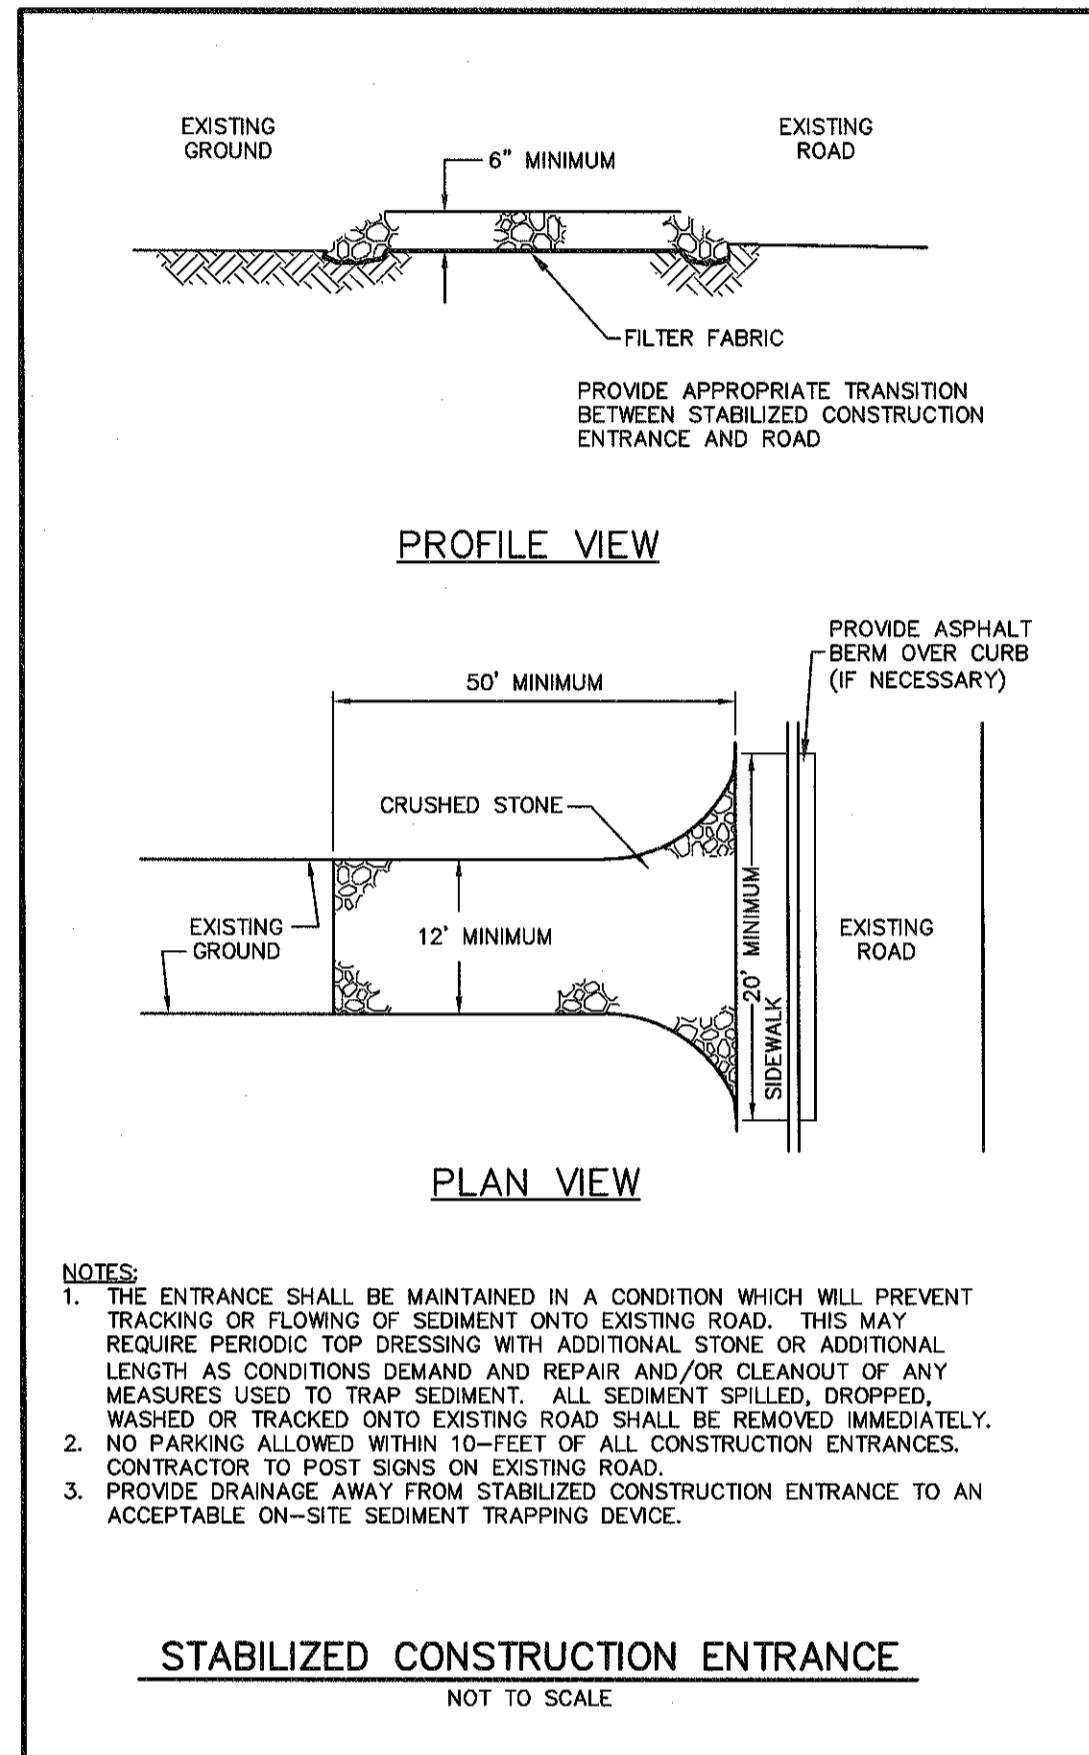 EXISTING
GROUND
6" MINIMUM
EXISTING
ROAD
FILTER FABRIC
PROVIDE APPROPRIATE TRANSITION
BETWEEN STABILIZED CONSTRUCTION
ENTRANCE AND ROAD
PROFILE VIEW
PROVIDE ASPHALT
BERM OVER CURB
(IF NECESSARY)
50' MINIMUM
CRUSHED STONE
EXISTING
GROUND
12' MINIMUM
20' MINIMUM
SIDEWALK
EXISTING
ROAD
PLAN VIEW
NOTES:
1. THE ENTRANCE SHALL BE MAINTAINED IN A CONDITION WHICH WILL PREVENT
TRACKING OR FLOWING OF SEDIMENT ONTO EXISTING ROAD. THIS MAY
REQUIRE PERIODIC TOP DRESSING WITH ADDITIONAL STONE OR ADDITIONAL
LENGTH AS CONDITIONS DEMAND AND REPAIR AND/OR CLEANOUT OF ANY
MEASURES USED TO TRAP SEDIMENT. ALL SEDIMENT SPILLED, DROPPED,
WASHED OR TRACKED ONTO EXISTING ROAD SHALL BE REMOVED IMMEDIATELY.
2. NO PARKING ALLOWED WITHIN 10-FEET OF ALL CONSTRUCTION ENTRANCES.
CONTRACTOR TO POST SIGNS ON EXISTING ROAD.
3. PROVIDE DRAINAGE AWAY FROM STABILIZED CONSTRUCTION ENTRANCE TO AN
ACCEPTABLE ON-SITE SEDIMENT TRAPPING DEVICE.
STABILIZED CONSTRUCTION ENTRANCE
NOT TO SCALE